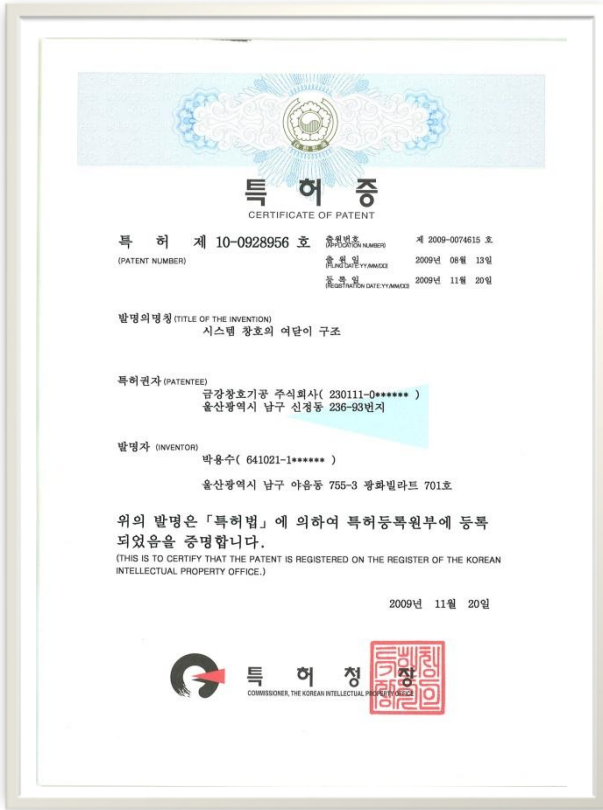 특 허 증
CERTIFICATE OF PATENT
특 허 제 10-0928956 호
(PATENT NUMBER)
출원번호 제 2009-0074615 호
(APPLICATION NUMBER)
출 원 일 2009년 08월 13일
(FILING DATE:YY/MM/DD)
등 록 일 2009년 11월 20일
(REGISTRATION DATE:YY/MM/DD)
발명의명칭 (TITLE OF THE INVENTION)
시스템 창호의 여닫이 구조
특허권자 (PATENTEE)
금강창호기공 주식회사( 230111-0****** )
울산광역시 남구 신정동 236-93번지
발명자 (INVENTOR)
박용수( 641021-1****** )
울산광역시 남구 야음동 755-3 광화빌라트 701호
위의 발명은 「특허법」에 의하여 특허등록원부에 등록
되었음을 증명합니다.
(THIS IS TO CERTIFY THAT THE PATENT IS REGISTERED ON THE REGISTER OF THE KOREAN
INTELLECTUAL PROPERTY OFFICE.)
2009년 11월 20일
특 허 청 장
COMMISSIONER, THE KOREAN INTELLECTUAL PROPERTY OFFICE